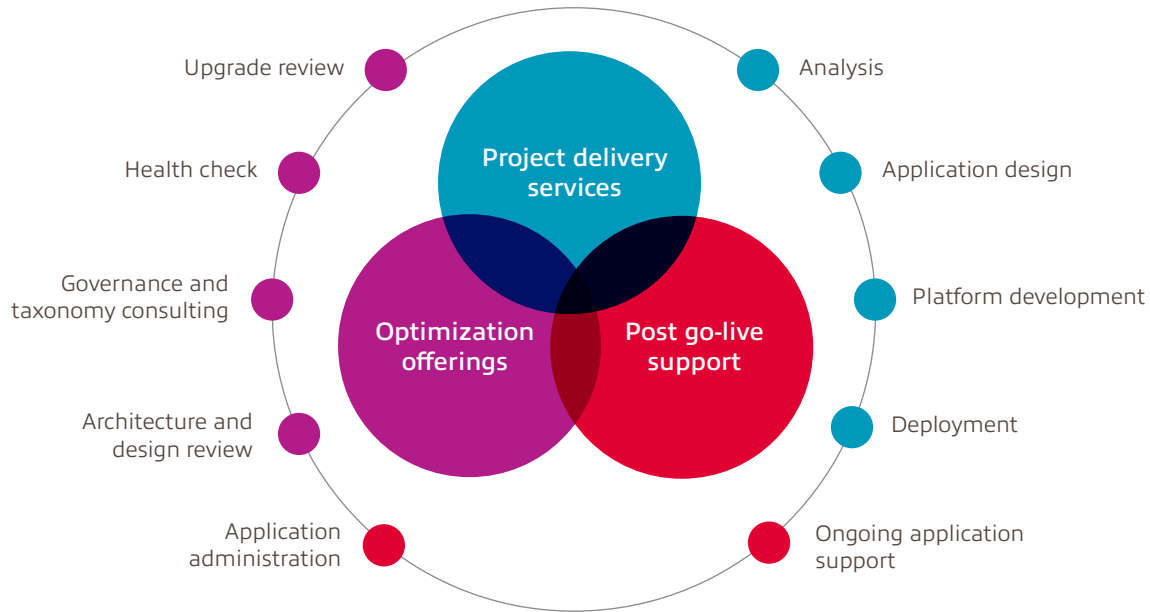 Upgrade review
Health check
Governance and
taxonomy consulting
Architecture and
design review
Application
administration
Project delivery
services
Optimization
offerings
Post go-live
support
Analysis
Application design
Platform development
Deployment
Ongoing application
support